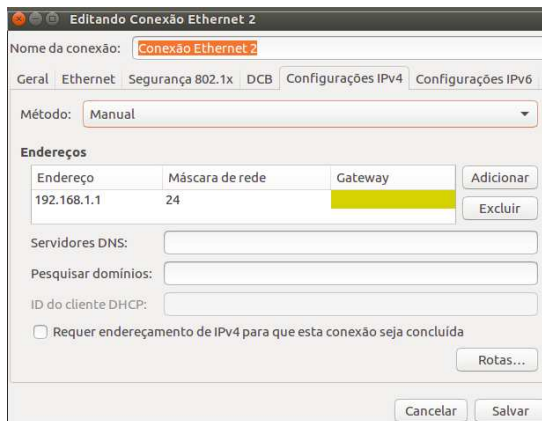 Editando Conexão Ethernet 2
Nome da conexão: Conexão Ethernet 2
Geral Ethernet Segurança 802.1x DCB Configurações IPv4 Configurações IPv6
Método: Manual
Endereços
Endereço Máscara de rede Gateway Adicionar
192.168.1.1 24
Excluir
Servidores DNS:
Pesquisar domínios:
ID do cliente DHCP:
Requer endereçamento de IPv4 para que esta conexão seja concluída
Rotas...
Cancelar Salvar